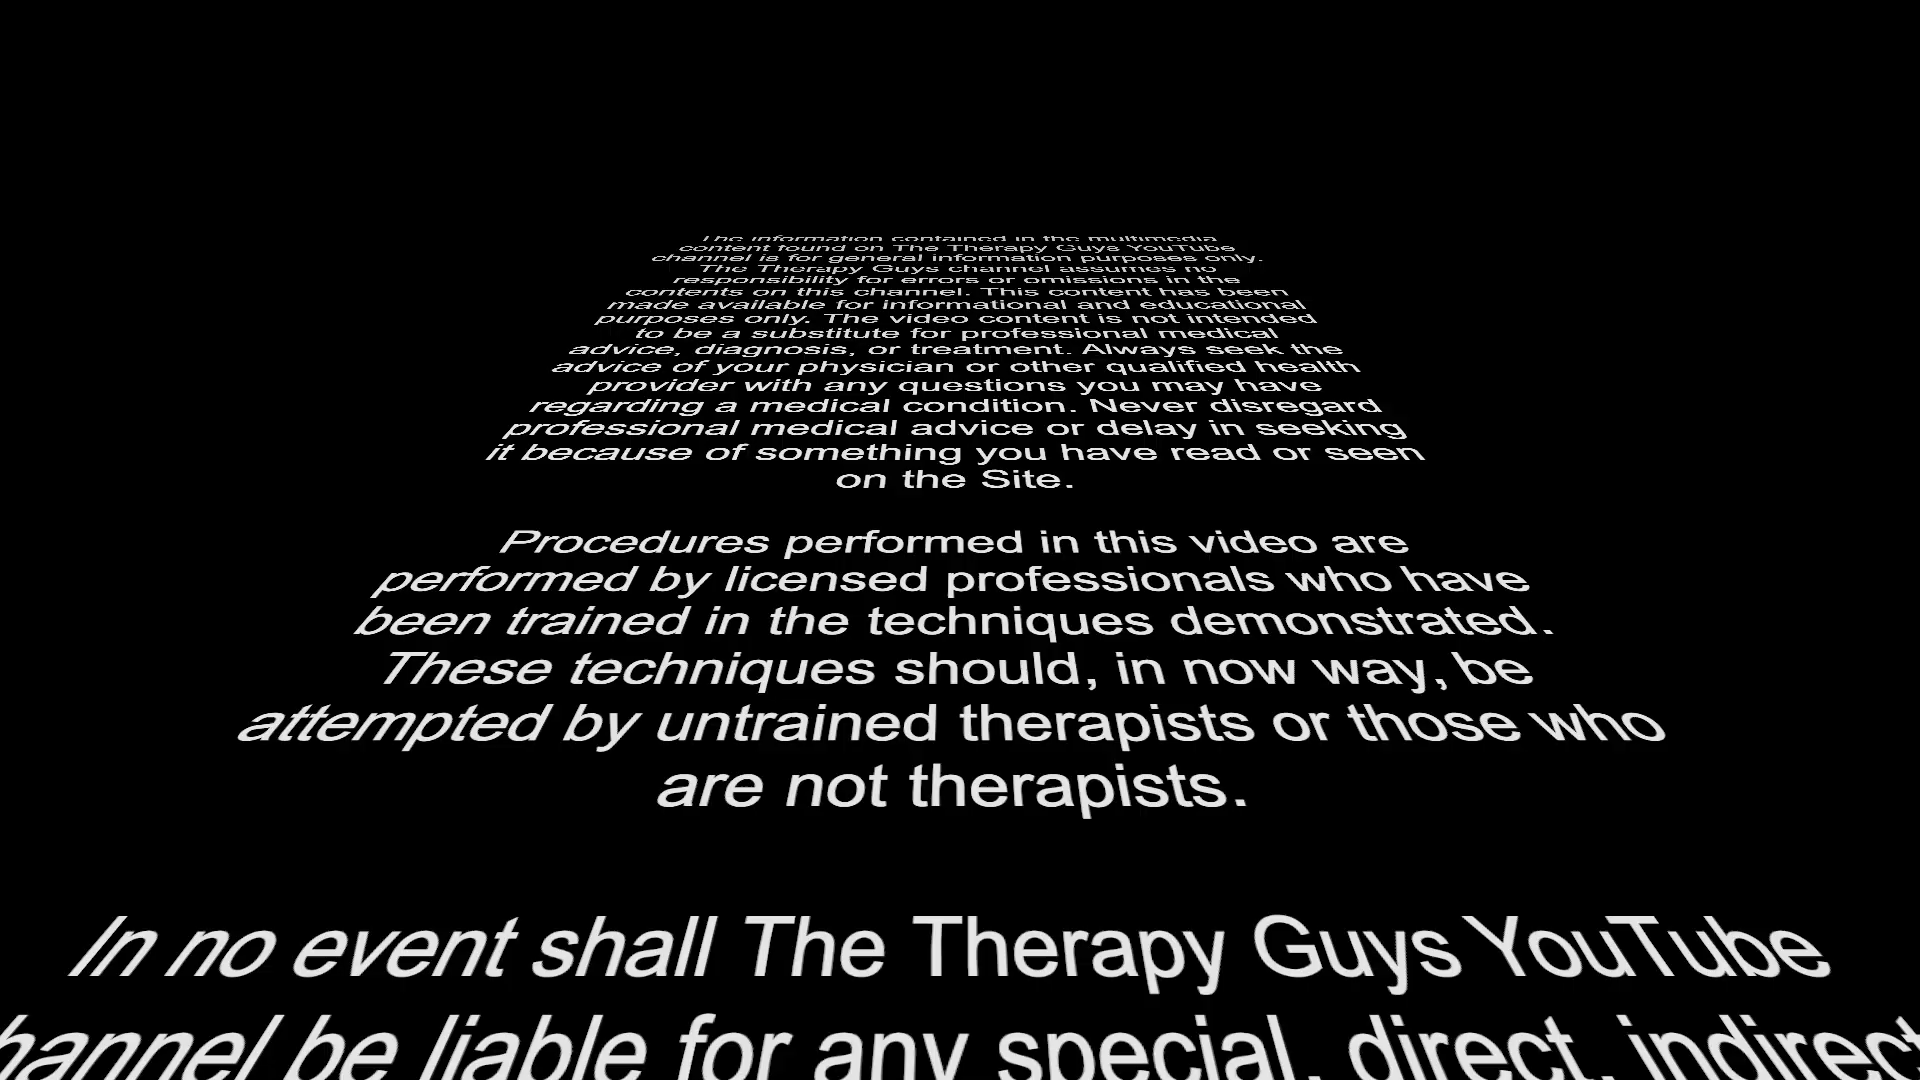 The information contained in the multimedia
content found on The Therapy Guys YouTube
channel is for general information purposes only.
The Therapy Guys channel assumes no
responsibility for errors or omissions in the
contents on this channel. This content has been
made available for informational and educational
purposes only. The video content is not intended
to be a substitute for professional medical
advice, diagnosis, or treatment. Always seek the
advice of your physician or other qualified health
provider with any questions you may have
regarding a medical condition. Never disregard
professional medical advice or delay in seeking
it because of something you have read or seen
on the Site.
Procedures performed in this video are
performed by licensed professionals who have
been trained in the techniques demonstrated.
These techniques should, in now way, be
attempted by untrained therapists or those who
are not therapists.
In no event shall The Therapy Guys YouTube
hannel be liable for any special, direct, indirect